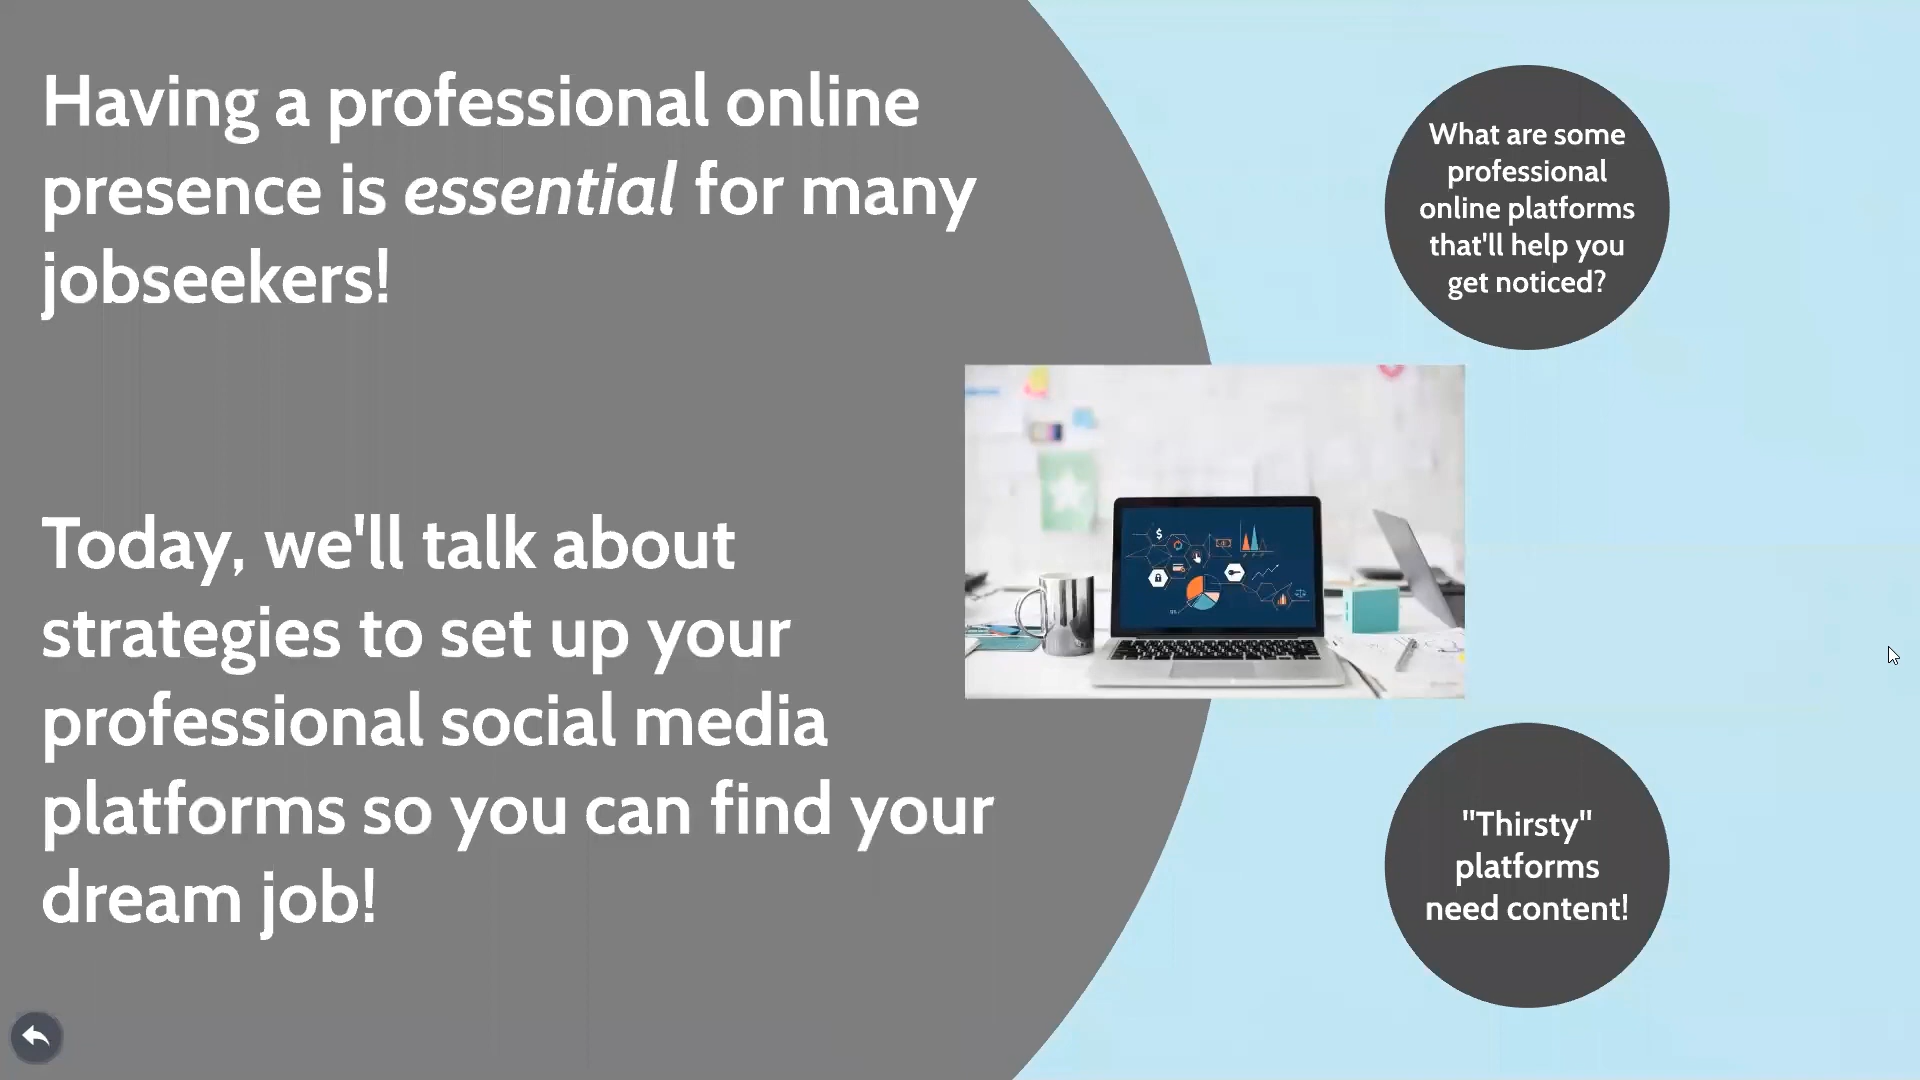 Having a professional online
presence is essential for many
jobseekers!
Today, we'll talk about
strategies to set up your
professional social media
platforms so you can find your
dream job!
What are some
professional
online platforms
that'll help you
get noticed?
"Thirsty"
platforms
need content!